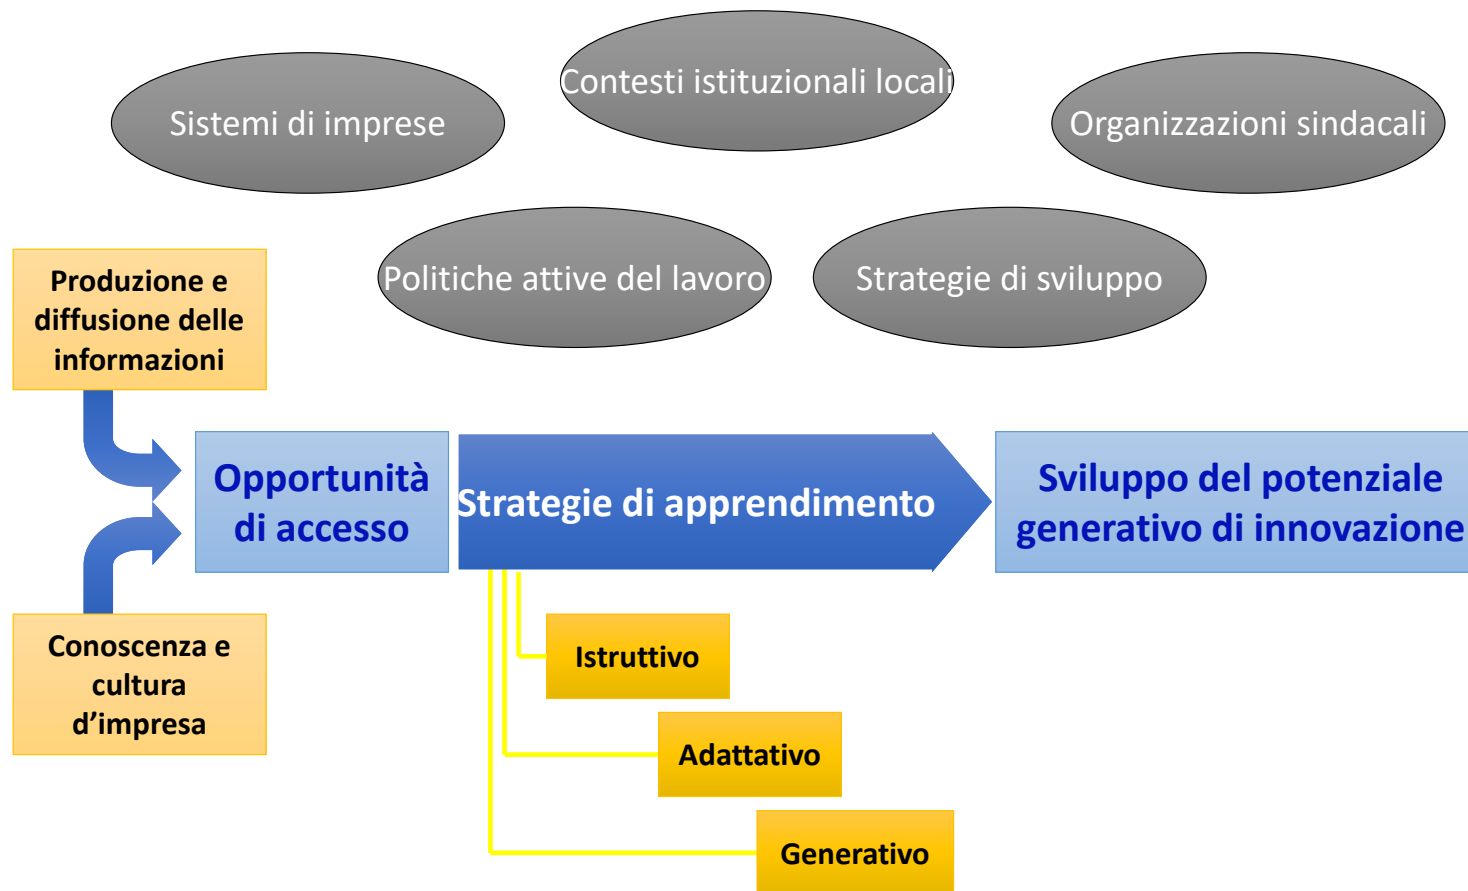 Contesti istituzionali locali
Sistemi di imprese
Organizzazioni sindacali
Politiche attive del lavoro
Strategie di sviluppo
Produzione e
diffusione delle
informazioni
Opportunità
di accesso
Strategie di apprendimento
Sviluppo del potenziale
generativo di innovazione
Conoscenza e
cultura
d’impresa
Istruttivo
Adattativo
Generativo